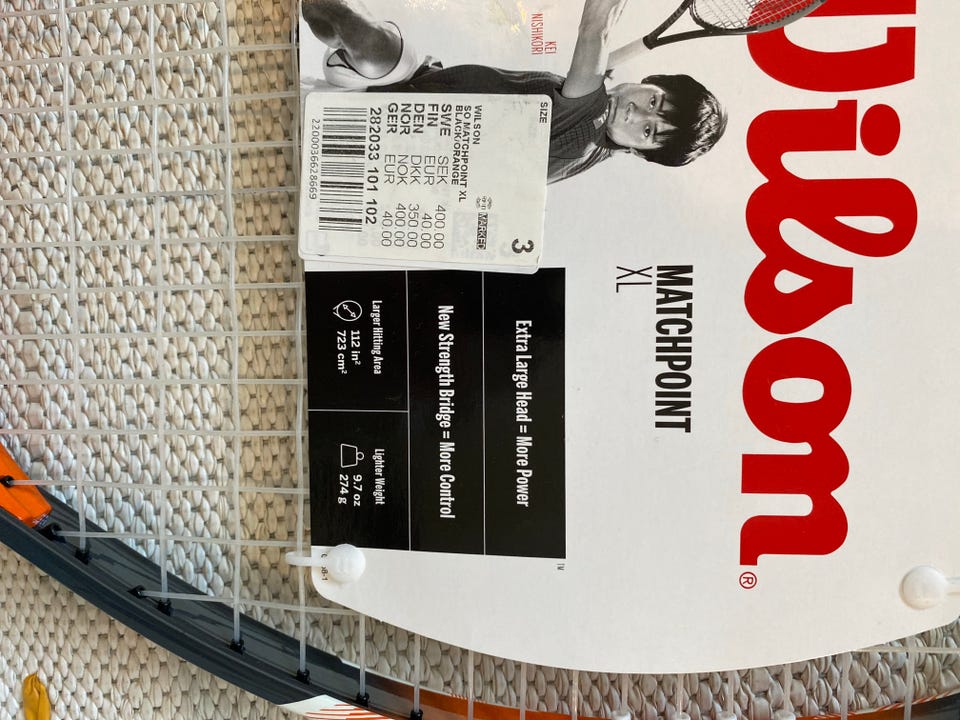 KEI
NISHIKORI
Wilson®
MATCHPOINT
XL
SIZE
3
WILSON
SO MATCHPOINT XL
BLACK/ORANGE
MARKED
SWE SEK 400.00
FIN EUR 40.00
DEN DKK 350.00
NOR NOK 400.00
GER EUR 40.00
282033 101 102
2200036628669
Extra Large Head = More Power
New Strength Bridge = More Control
Larger Hitting Area
112 in²
723 cm²
Lighter Weight
9.7 oz
274 g
TM